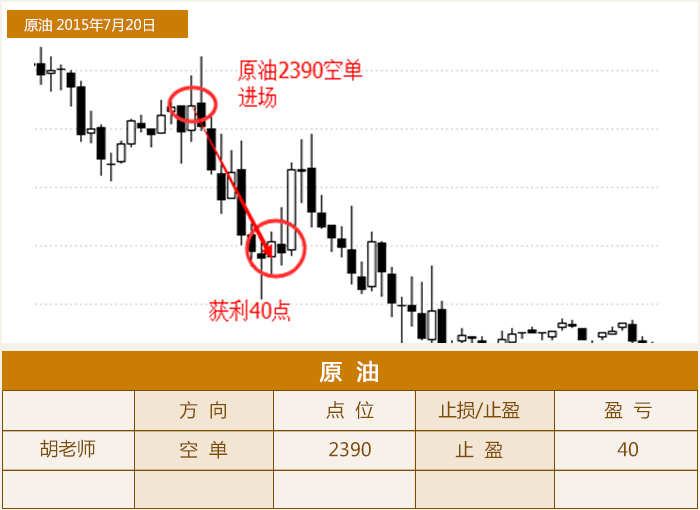 原油 2015年7月20日
原油2390空单
进场
获利40点
原 油
方 向 点 位 止损/止盈 盈 亏
胡老师 空 单 2390 止 盈 40